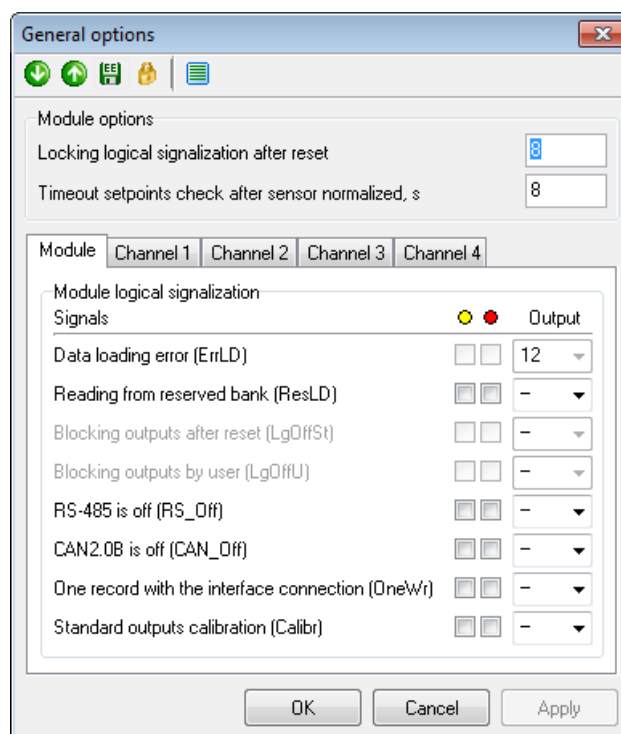 General options
EE
Module options
Locking logical signalization after reset 8
Timeout setpoints check after sensor normalized, s 8
Module Channel 1 Channel 2 Channel 3 Channel 4
Module logical signalization
Signals Output
Data loading error (ErrLD) 12
Reading from reserved bank (ResLD) –
Blocking outputs after reset (LgOffSt) –
Blocking outputs by user (LgOffU) –
RS-485 is off (RS_Off) –
CAN2.0B is off (CAN_Off) –
One record with the interface connection (OneWr) –
Standard outputs calibration (Calibr) –
OK Cancel Apply